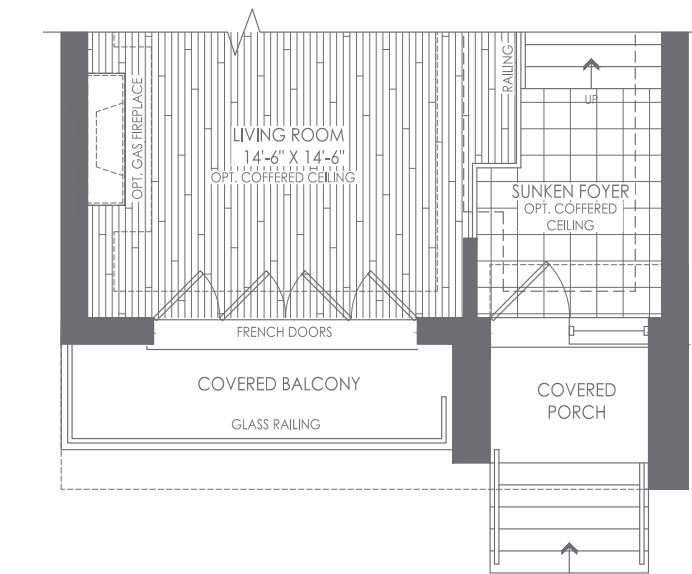 RAILING
UP
OPT. GAS FIREPLACE
LIVING ROOM
14'-6" X 14'-6"
OPT. COFFERED CEILING
SUNKEN FOYER
OPT. COFFERED
CEILING
FRENCH DOORS
COVERED BALCONY
GLASS RAILING
COVERED
PORCH